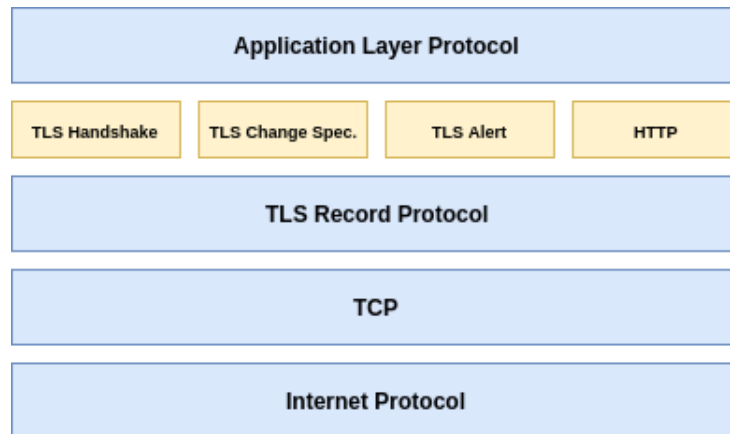 Application Layer Protocol
TLS Handshake
TLS Change Spec.
TLS Alert
HTTP
TLS Record Protocol
TCP
Internet Protocol